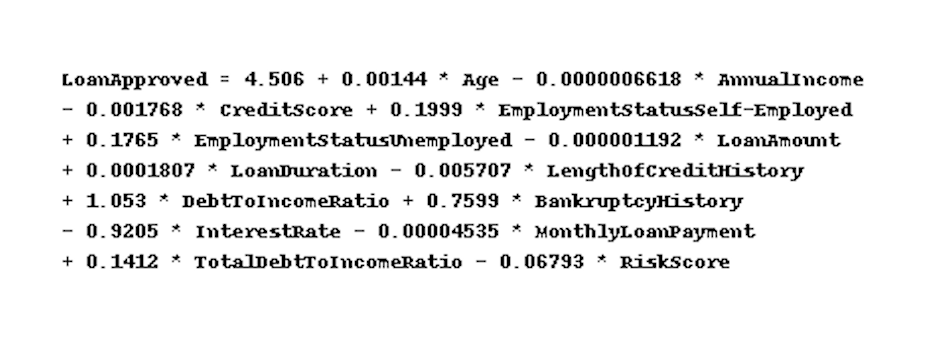 LoanApproved = 4.506 + 0.00144 * Age - 0.0000006618 * AnnualIncome
- 0.001768 * CreditScore + 0.1999 * EmploymentStatusSelf-Employed
+ 0.1765 * EmploymentStatusUnemployed - 0.000001192 * LoanAmount
+ 0.0001807 * LoanDuration - 0.005707 * LengthOfCreditHistory
+ 1.053 * DebtToIncomeRatio + 0.7599 * BankruptcyHistory
- 0.9205 * InterestRate - 0.00004535 * MonthlyLoanPayment
+ 0.1412 * TotalDebtToIncomeRatio - 0.06793 * RiskScore